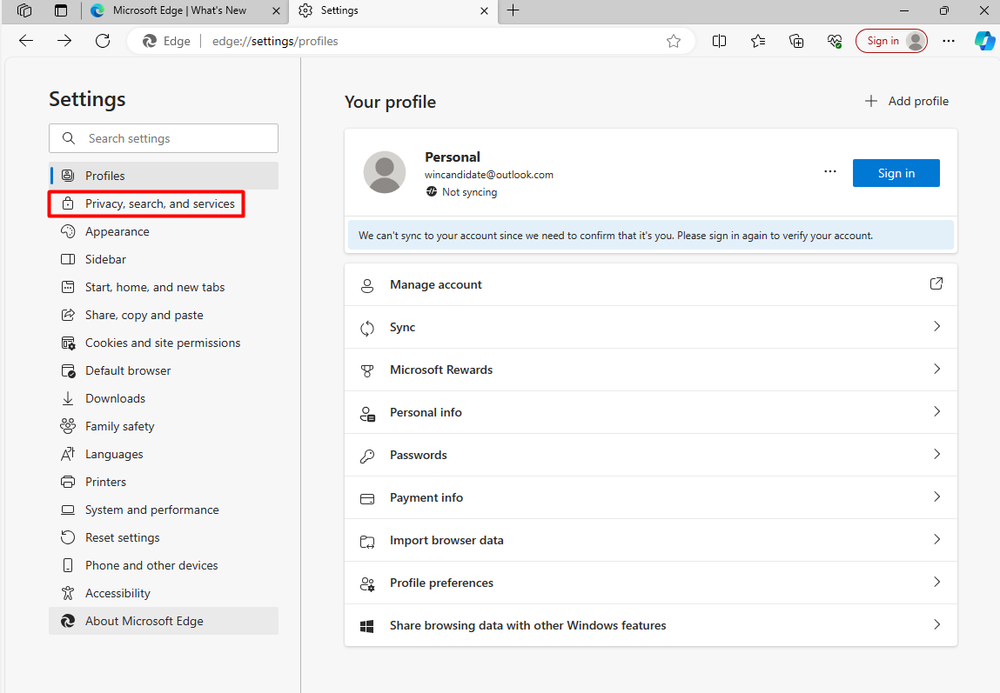 Microsoft Edge | What's New
Settings
Edge
edge://settings/profiles
Sign in
Settings
Search settings
Profiles
Privacy, search, and services
Appearance
Sidebar
Start, home, and new tabs
Share, copy and paste
Cookies and site permissions
Default browser
Downloads
Family safety
Languages
Printers
System and performance
Reset settings
Phone and other devices
Accessibility
About Microsoft Edge
Your profile
Add profile
Personal
wincandidate@outlook.com
Not syncing
Sign in
We can't sync to your account since we need to confirm that it's you. Please sign in again to verify your account.
Manage account
Sync
Microsoft Rewards
Personal info
Passwords
Payment info
Import browser data
Profile preferences
Share browsing data with other Windows features